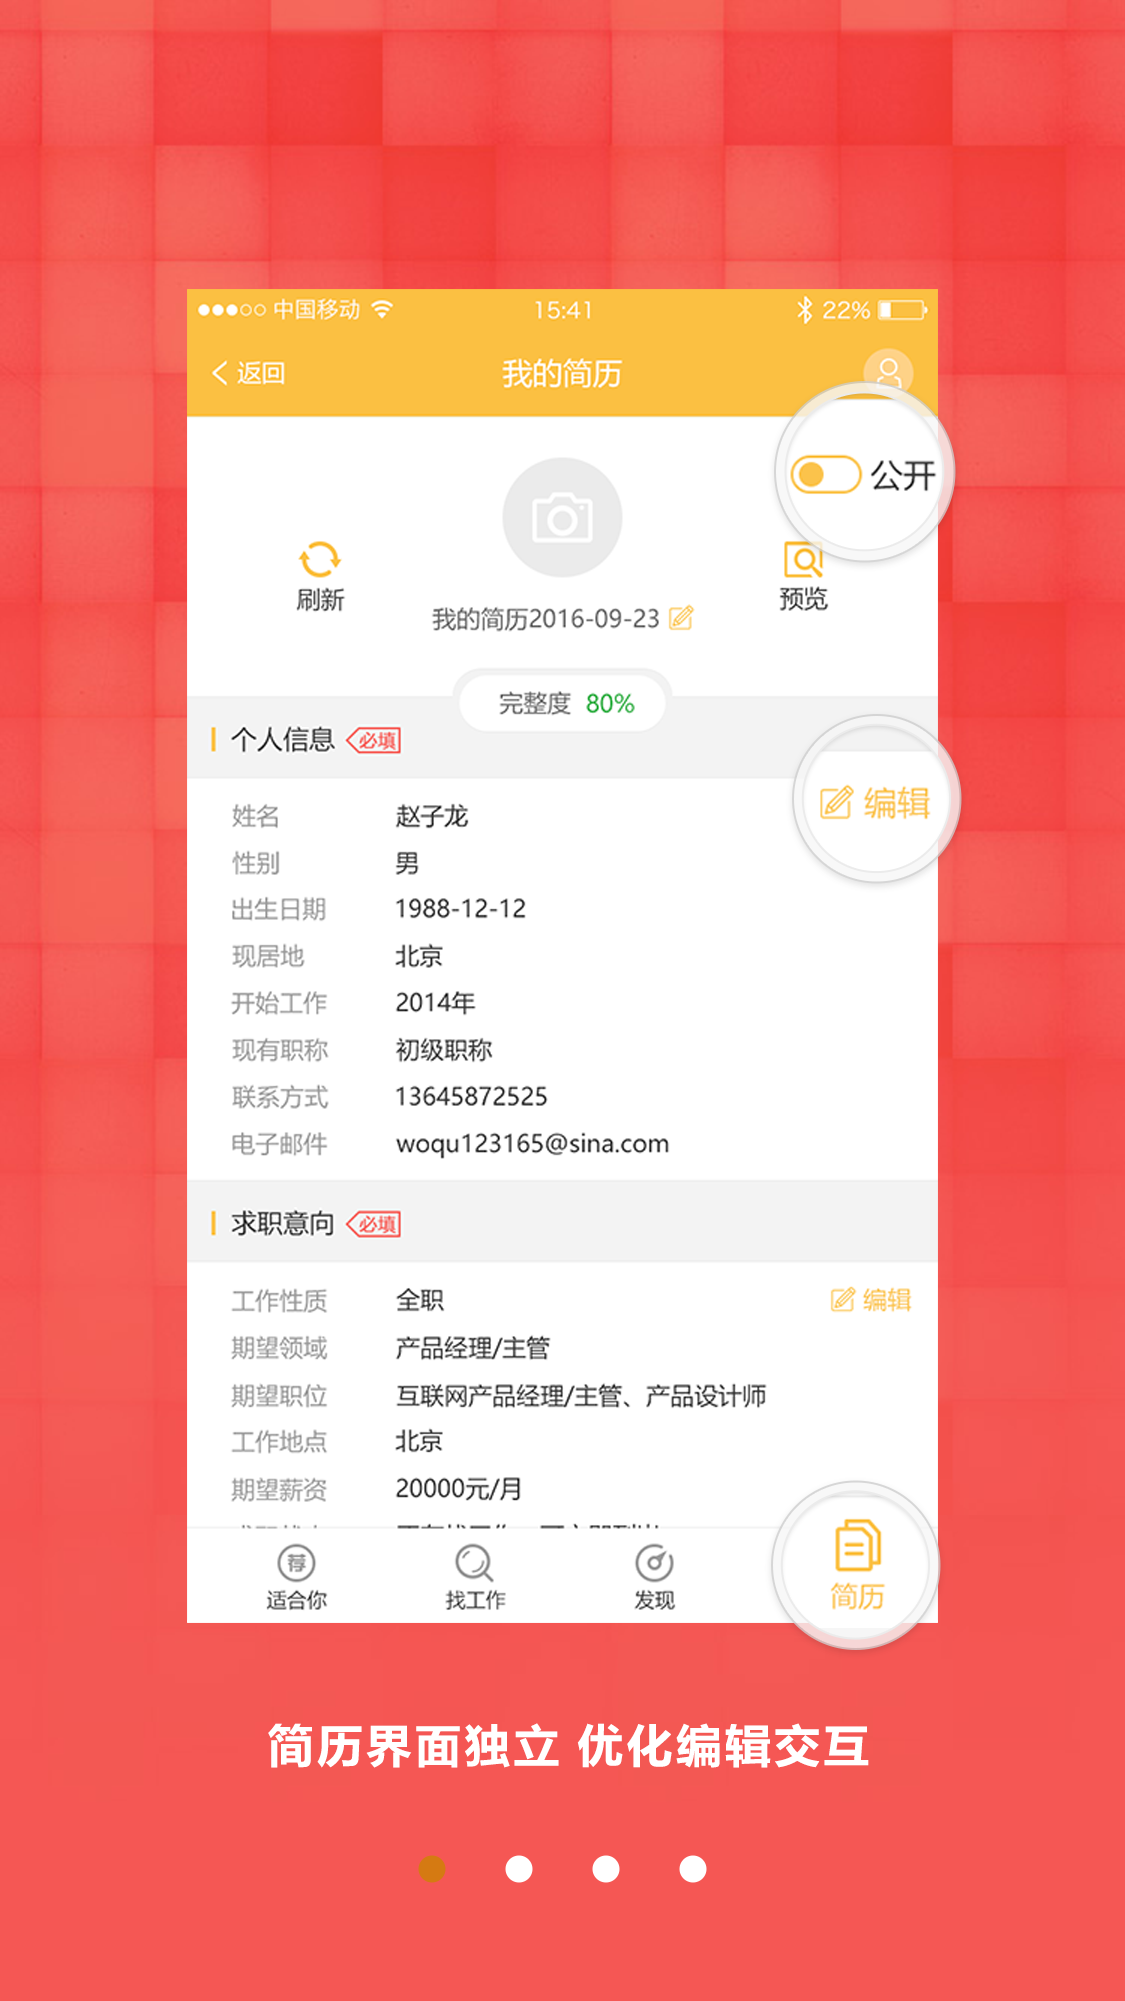 中国移动 15:41 22%
返回 我的简历
公开
刷新 预览
我的简历2016-09-23
完整度 80%
个人信息 必填
编辑
姓名 赵子龙
性别 男
出生日期 1988-12-12
现居地 北京
开始工作 2014年
现有职称 初级职称
联系方式 13645872525
电子邮件 woqu123165@sina.com
求职意向 必填
工作性质 全职 编辑
期望领域 产品经理/主管
期望职位 互联网产品经理/主管、产品设计师
工作地点 北京
期望薪资 20000元/月
荐
适合你 找工作 发现 简历
简历界面独立 优化编辑交互